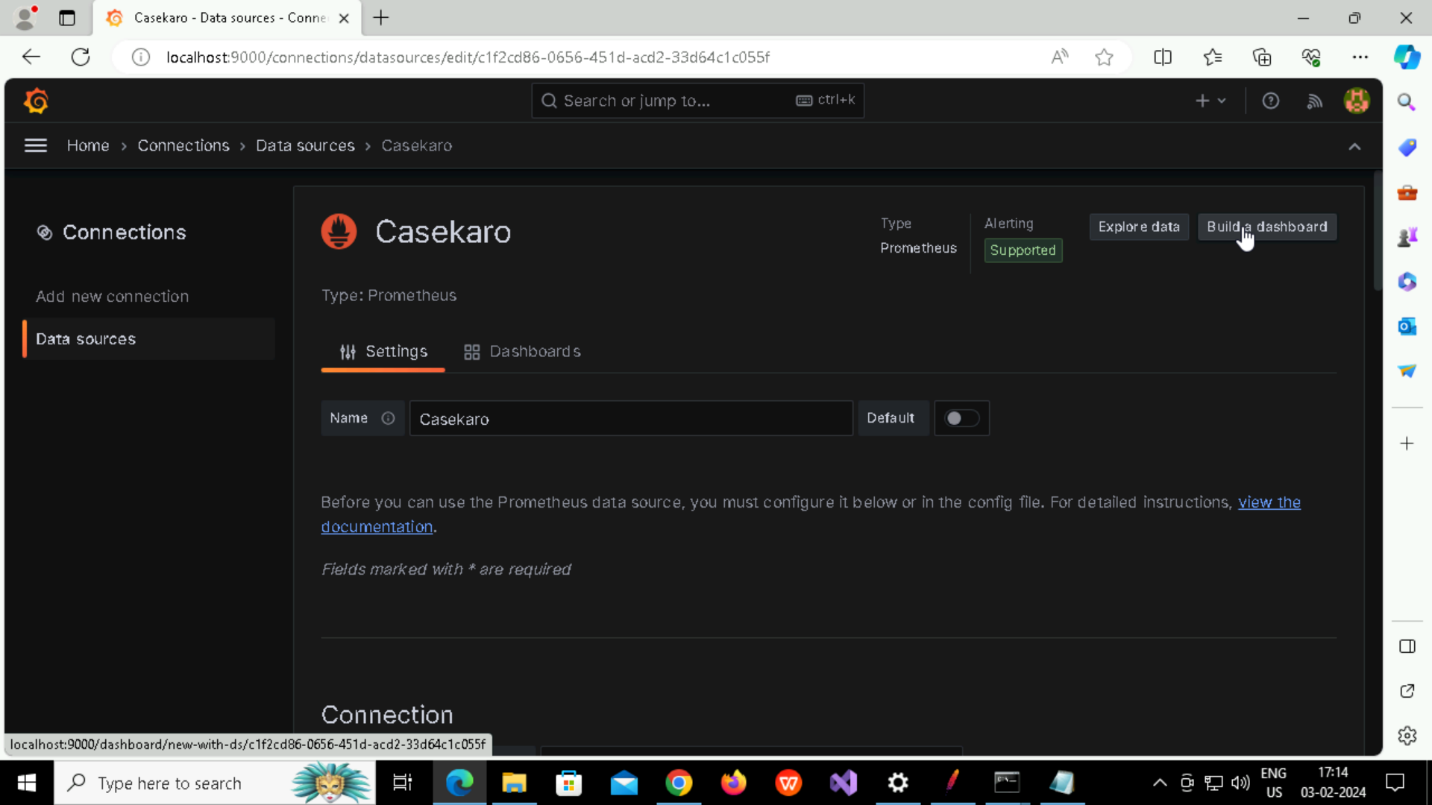 Casekaro - Data sources - Conne
localhost:9000/connections/datasources/edit/c1f2cd86-0656-451d-acd2-33d64c1c055f
Search or jump to...
ctrl+k
Home › Connections › Data sources › Casekaro
Connections
Add new connection
Data sources
Casekaro
Type
Prometheus
Alerting
Supported
Explore data
Build a dashboard
Type: Prometheus
Settings
Dashboards
Name
Casekaro
Default
Before you can use the Prometheus data source, you must configure it below or in the config file. For detailed instructions, view the
documentation.
Fields marked with * are required
Connection
localhost:9000/dashboard/new-with-ds/c1f2cd86-0656-451d-acd2-33d64c1c055f
Type here to search
ENG
US
17:14
03-02-2024